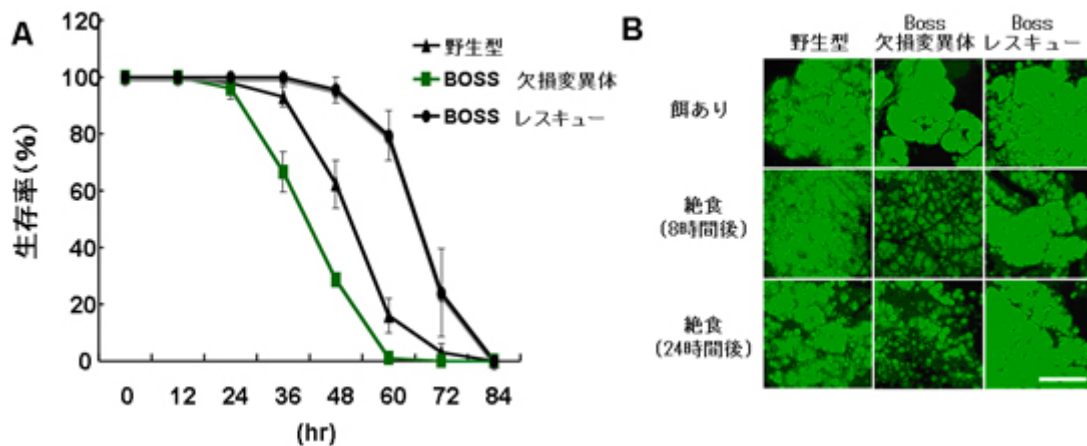 A
120
100
80
60
40
20
0
生存率(%)
0 12 24 36 48 60 72 84
(hr)
野生型
BOSS 欠損変異体
BOSS レスキュー
B
野生型
Boss
欠損変異体
Boss
レスキュー
餌あり
絶食
(8時間後)
絶食
(24時間後)